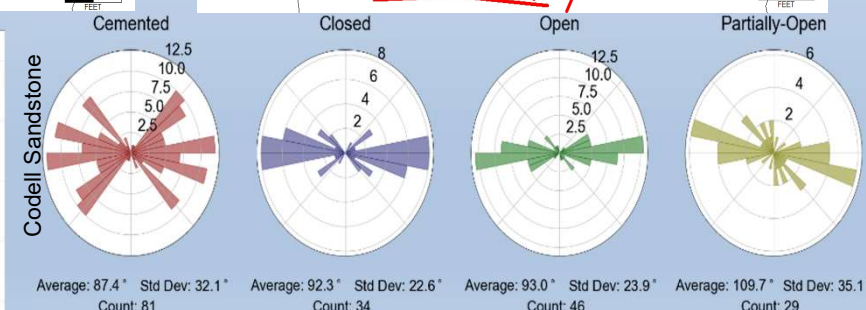 FEET
FEET
Cemented
Closed
Open
Partially-Open
Codell Sandstone
12.5
10.0
7.5
5.0
2.5
8
6
4
2
12.5
10.0
7.5
5.0
2.5
6
4
2
Average: 87.4° Std Dev: 32.1°
Count: 81
Average: 92.3° Std Dev: 22.6°
Count: 34
Average: 93.0° Std Dev: 23.9°
Count: 46
Average: 109.7° Std Dev: 35.1
Count: 29